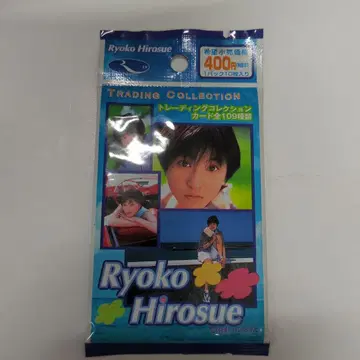 Ryoko Hirosue
希望小売価格
400円
1パック10枚入り
TRADING COLLECTION
トレーディングコレクション
カード全109種類
Ryoko
Hirosue